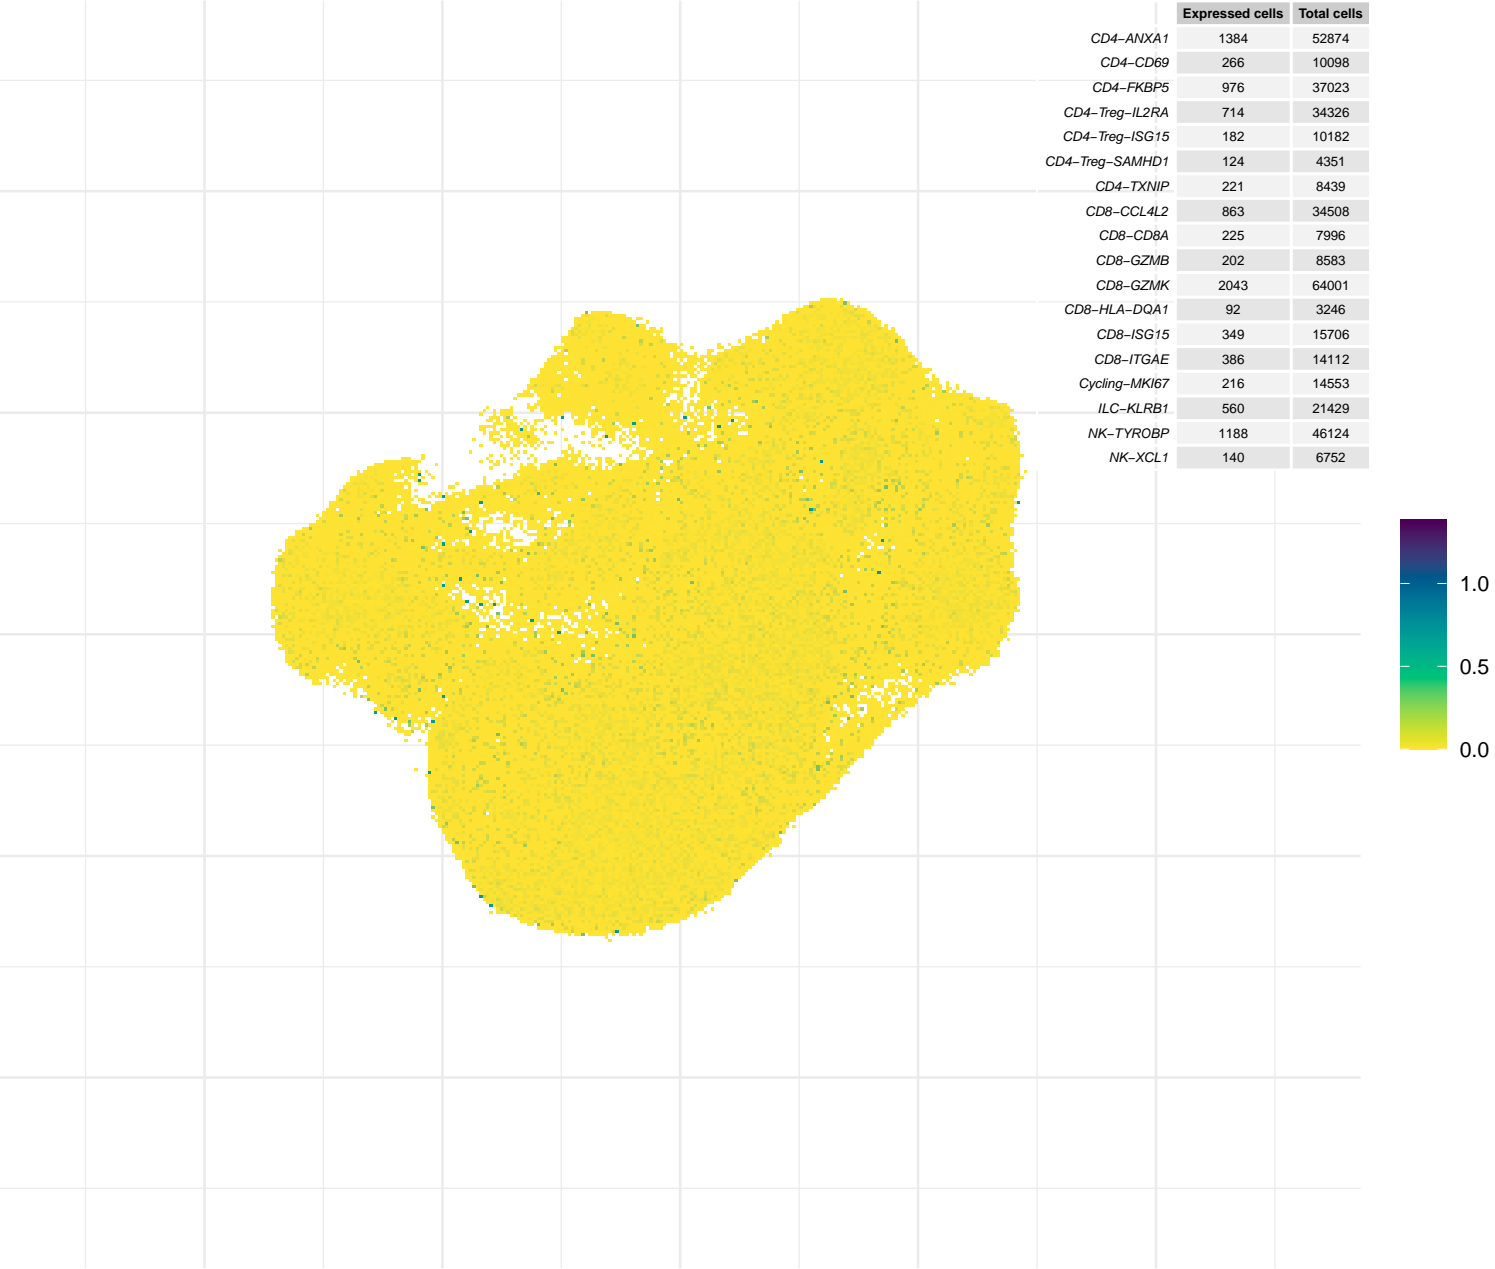 Expressed cells Total cells
CD4−ANXA1 1384 52874
CD4−CD69 266 10098
CD4−FKBP5 976 37023
CD4−Treg−IL2RA 714 34326
CD4−Treg−ISG15 182 10182
CD4−Treg−SAMHD1 124 4351
CD4−TXNIP 221 8439
CD8−CCL4L2 863 34508
CD8−CD8A 225 7996
CD8−GZMB 202 8583
CD8−GZMK 2043 64001
CD8−HLA−DQA1 92 3246
CD8−ISG15 349 15706
CD8−ITGAE 386 14112
Cycling−MKI67 216 14553
ILC−KLRB1 560 21429
NK−TYROBP 1188 46124
NK−XCL1 140 6752
1.0
0.5
0.0